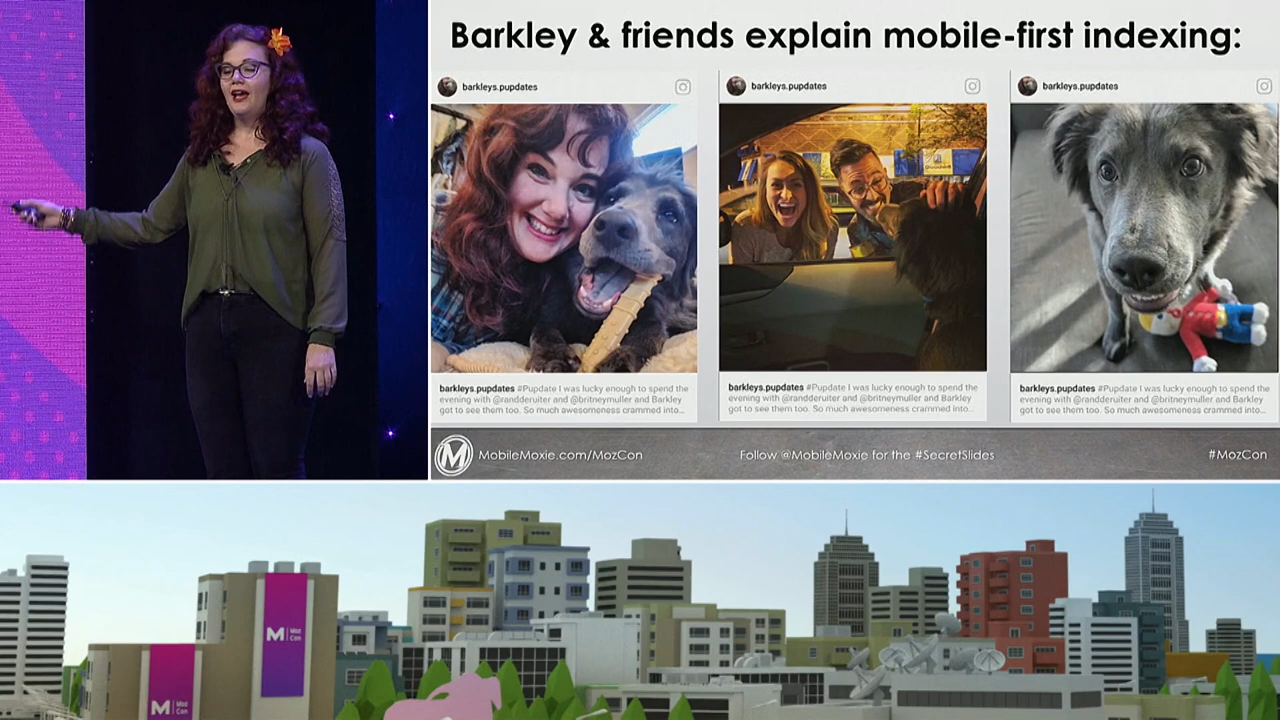 Barkley & friends explain mobile-first indexing:
barkleys.pupdates
barkleys.pupdates #Pupdate I was lucky enough to spend the
evening with @randderuiter and @britneymuller and Barkley
got to see them too. So much awesomeness crammed into...
barkleys.pupdates
Goodwill
barkleys.pupdates #Pupdate I was lucky enough to spend the
evening with @randderuiter and @britneymuller and Barkley
got to see them too. So much awesomeness crammed into...
barkleys.pupdates
barkleys.pupdates #Pupdate I was lucky enough to spend the
evening with @randderuiter and @britneymuller and Barkley
got to see them too. So much awesomeness crammed into...
M MobileMoxie.com/MozCon
Follow @MobileMoxie for the #SecretSlides
#MozCon
M Moz
Con
M Moz
Con